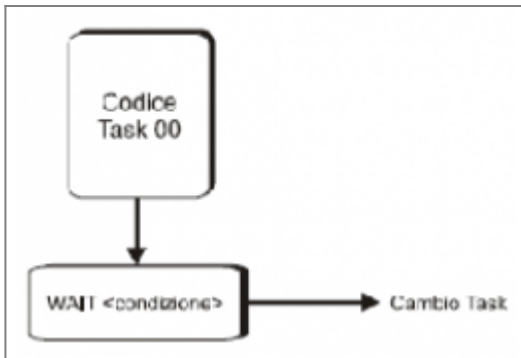 Codice
Task 00
WAIT <condizione>
Cambio Task